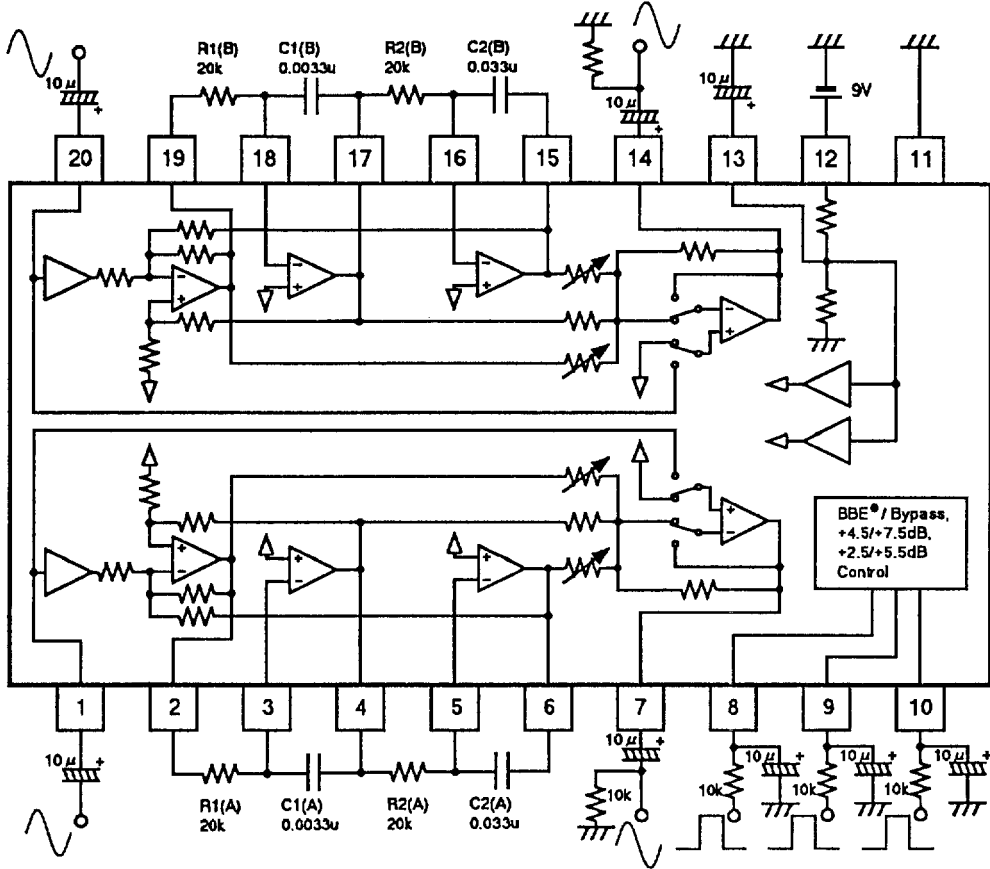 R1(B) C1(B) R2(B) C2(B)
20k 0.0033u 20k 0.033u
10μ + 10μ + 10μ + 9V
20 19 18 17 16 15 14 13 12 11
− + − + − + − +
+ − + − + − + −
BBE® / Bypass,
+4.5/+7.5dB,
+2.5/+5.5dB
Control
1 2 3 4 5 6 7 8 9 10
10μ + 10μ + 10μ + 10μ + 10μ +
10k 10k 10k 10k
R1(A) C1(A) R2(A) C2(A)
20k 0.0033u 20k 0.033u